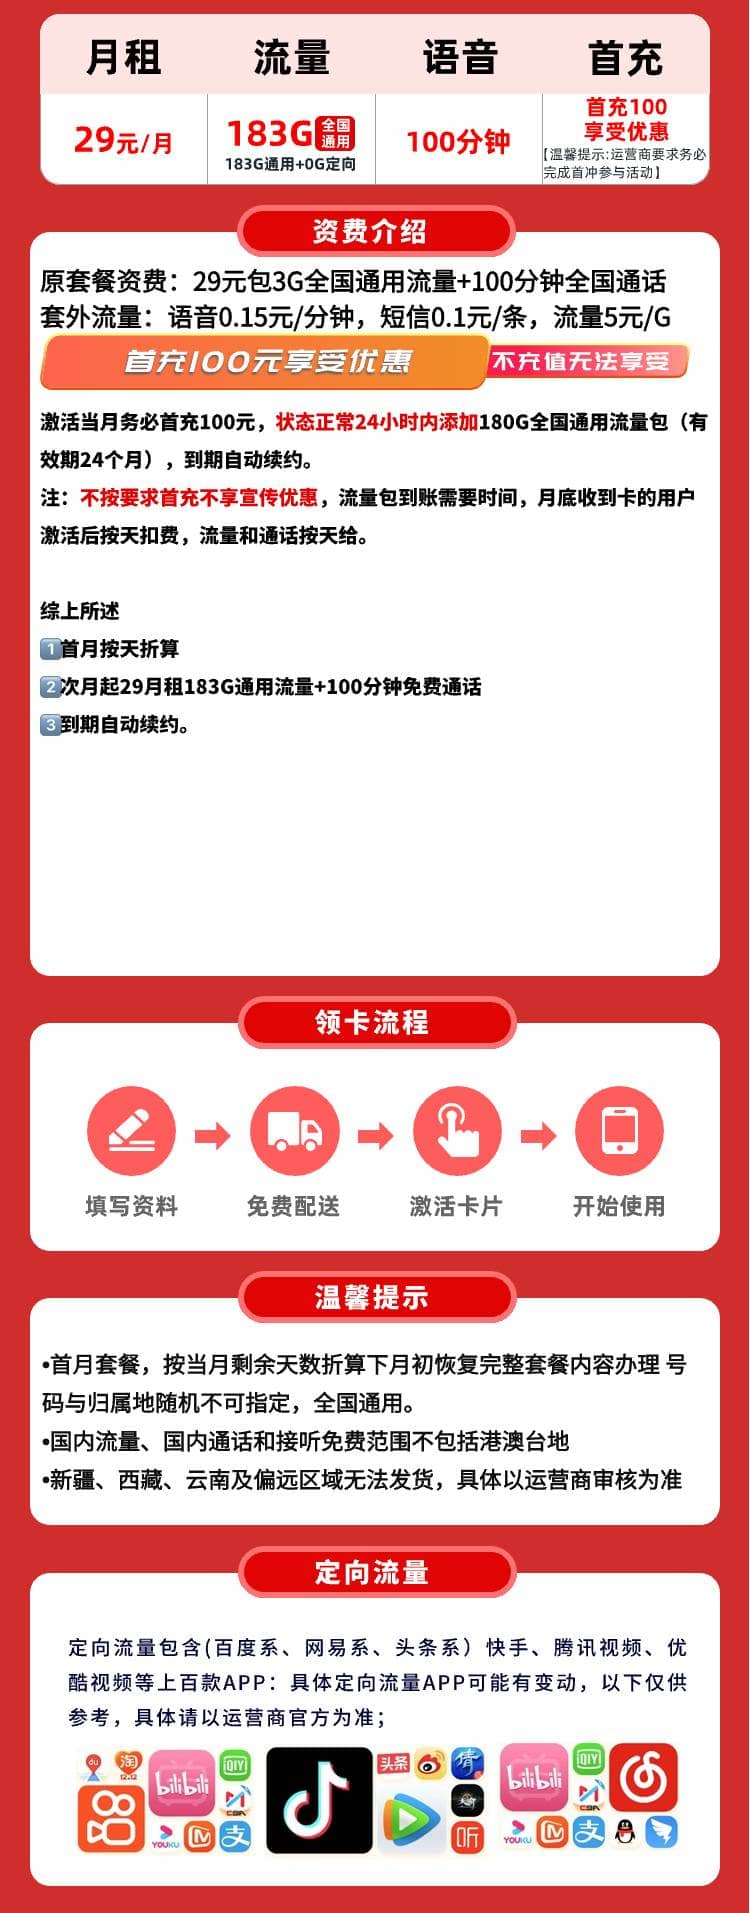 月租 流量 语音 首充
29元/月
183G 全国通用
183G通用+0G定向
100分钟
首充100
享受优惠
【温馨提示:运营商要求务必
完成首冲参与活动】
资费介绍
原套餐资费：29元包3G全国通用流量+100分钟全国通话
套外流量：语音0.15元/分钟，短信0.1元/条，流量5元/G
首充100元享受优惠 不充值无法享受
激活当月务必首充100元，状态正常24小时内添加180G全国通用流量包（有
效期24个月），到期自动续约。
注：不按要求首充不享宣传优惠，流量包到账需要时间，月底收到卡的用户
激活后按天扣费，流量和通话按天给。
综上所述
1首月按天折算
2次月起29月租183G通用流量+100分钟免费通话
3到期自动续约。
领卡流程
填写资料 免费配送 激活卡片 开始使用
温馨提示
•首月套餐，按当月剩余天数折算下月初恢复完整套餐内容办理 号
码与归属地随机不可指定，全国通用。
•国内流量、国内通话和接听免费范围不包括港澳台地
•新疆、西藏、云南及偏远区域无法发货，具体以运营商审核为准
定向流量
定向流量包含(百度系、网易系、头条系）快手、腾讯视频、优
酷视频等上百款APP：具体定向流量APP可能有变动，以下仅供
参考，具体请以运营商官方为准；
du 淘 12.12 bilibili QIY CBA YOUKU 支
头条 倩 听
bilibili QIY CBA YOUKU 支